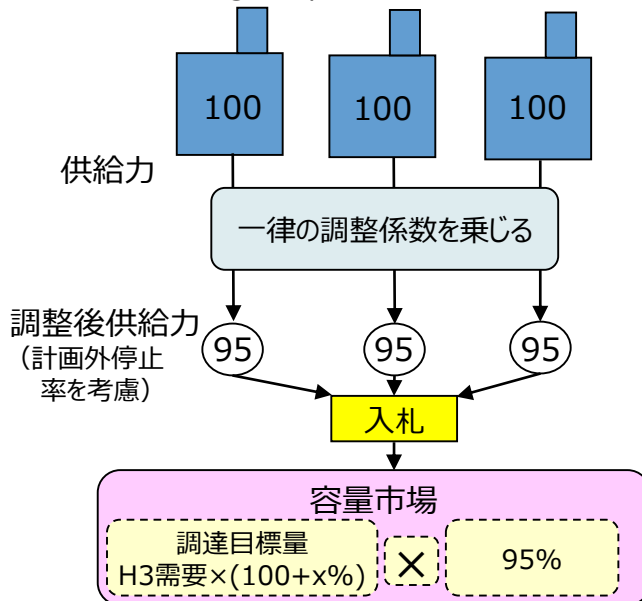 100
100
100
供給力
一律の調整係数を乗じる
調整後供給力
（計画外停止
率を考慮）
95
95
95
入札
容量市場
調達目標量
H3需要×(100+x%)
×
95%